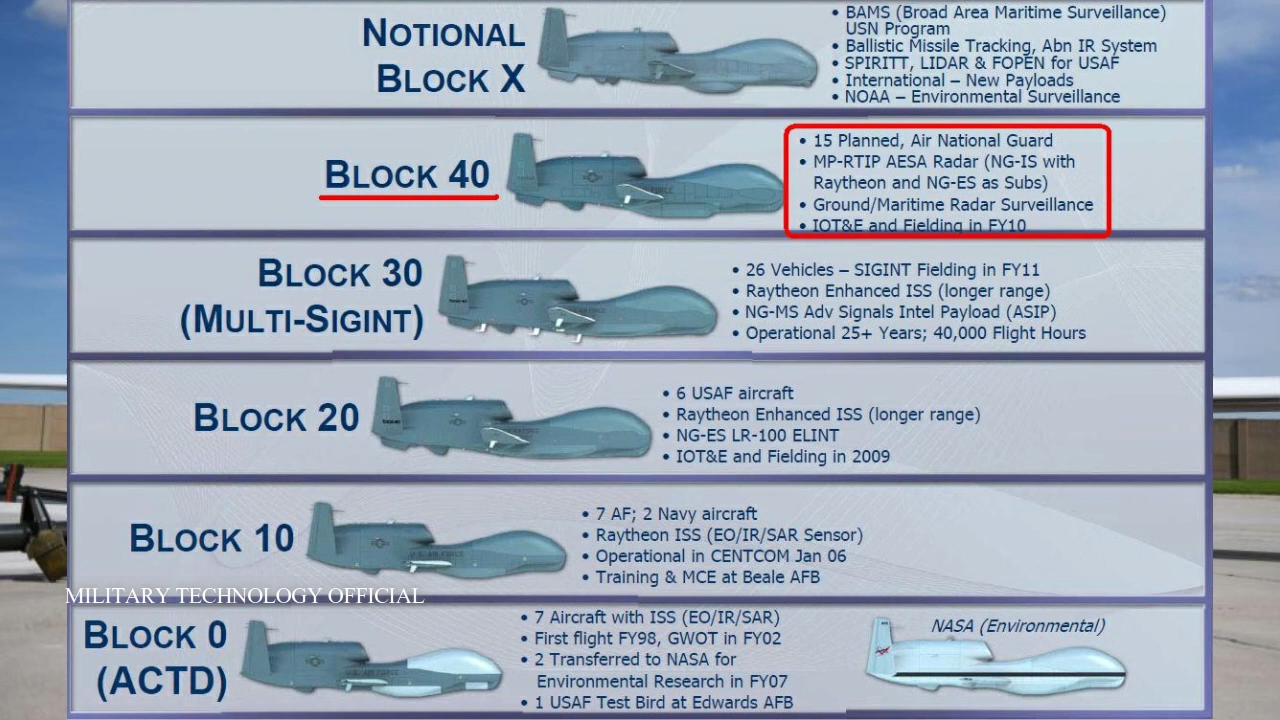 NOTIONAL
BLOCK X
• BAMS (Broad Area Maritime Surveillance)
USN Program
• Ballistic Missile Tracking, Abn IR System
• SPIRITT, LIDAR & FOPEN for USAF
• International – New Payloads
• NOAA – Environmental Surveillance
BLOCK 40
• 15 Planned, Air National Guard
• MP-RTIP AESA Radar (NG-IS with
Raytheon and NG-ES as Subs)
• Ground/Maritime Radar Surveillance
• IOT&E and Fielding in FY10
BLOCK 30
(MULTI-SIGINT)
• 26 Vehicles – SIGINT Fielding in FY11
• Raytheon Enhanced ISS (longer range)
• NG-MS Adv Signals Intel Payload (ASIP)
• Operational 25+ Years; 40,000 Flight Hours
BLOCK 20
• 6 USAF aircraft
• Raytheon Enhanced ISS (longer range)
• NG-ES LR-100 ELINT
• IOT&E and Fielding in 2009
BLOCK 10
U.S. AIR FORCE
• 7 AF; 2 Navy aircraft
• Raytheon ISS (EO/IR/SAR Sensor)
• Operational in CENTCOM Jan 06
• Training & MCE at Beale AFB
MILITARY TECHNOLOGY OFFICIAL
BLOCK 0
(ACTD)
U.S. AIR FORCE
• 7 Aircraft with ISS (EO/IR/SAR)
• First flight FY98, GWOT in FY02
• 2 Transferred to NASA for
Environmental Research in FY07
• 1 USAF Test Bird at Edwards AFB
NASA (Environmental)